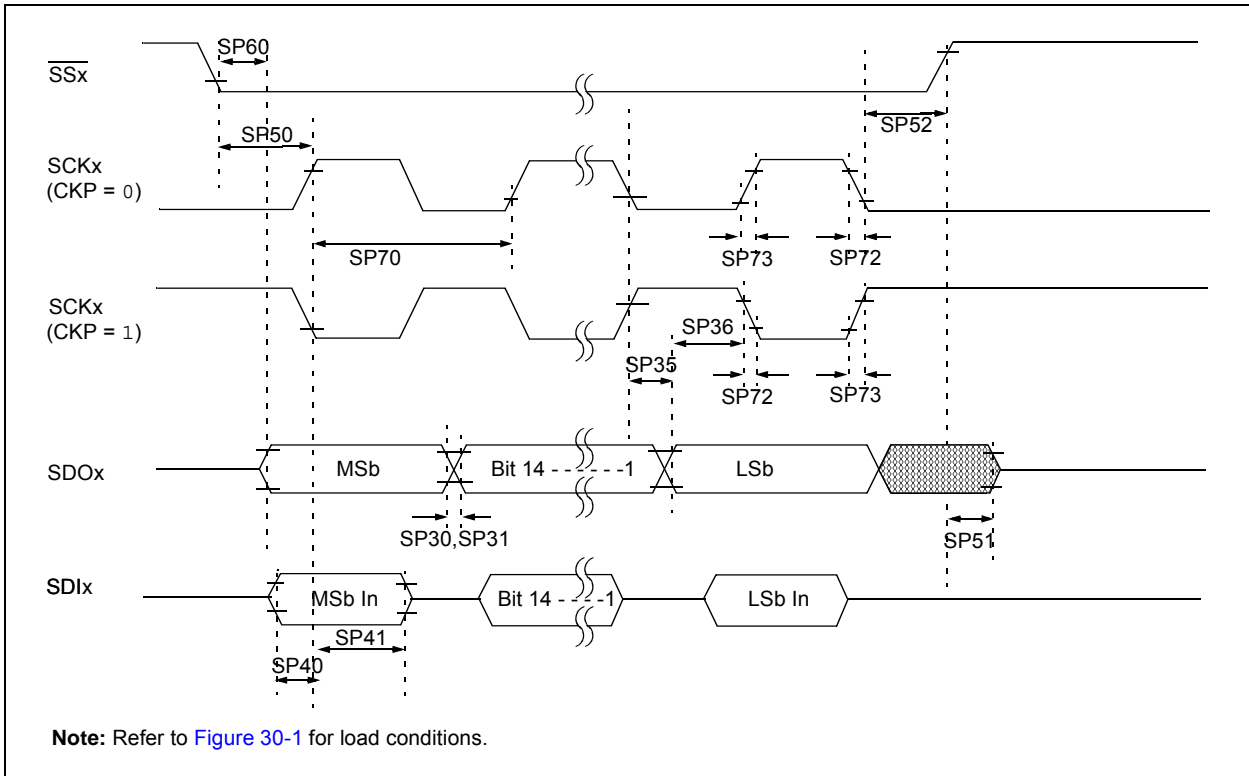 SP60
SSx
SP52
SP50
SCKx
(CKP = 0)
SP70
SP73
SP72
SCKx
(CKP = 1)
SP36
SP35
SP72
SP73
SDOx
MSb
Bit 14 - - - - - -1
LSb
SP30,SP31
SP51
SDIx
MSb In
Bit 14 - - - -1
LSb In
SP41
SP40
Note: Refer to Figure 30-1 for load conditions.